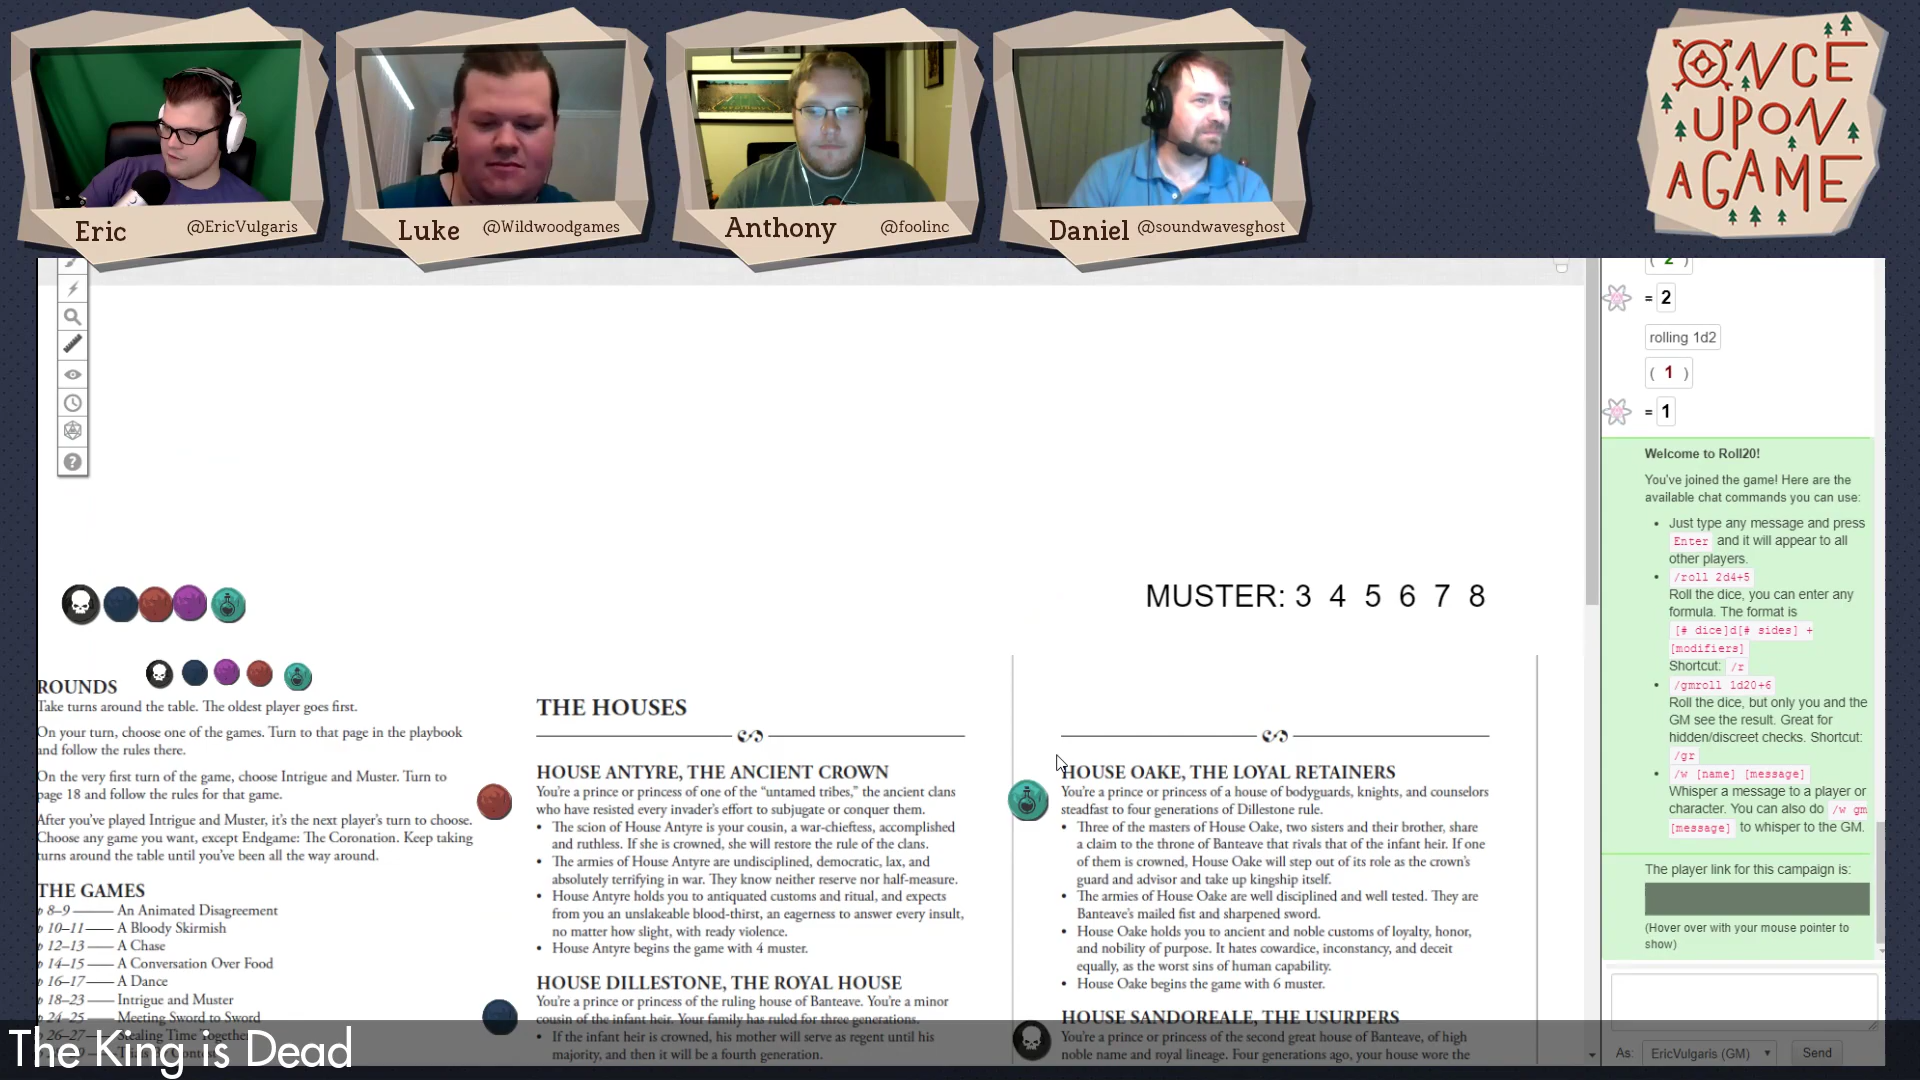 Eric @EricVulgaris
Luke @Wildwoodgames
Anthony @foolinc
Daniel @soundwavesghost
ONCE
UPON
A GAME
MUSTER: 3 4 5 6 7 8
ROUNDS
Take turns around the table. The oldest player goes first.
On your turn, choose one of the games. Turn to that page in the playbook
and follow the rules there.
On the very first turn of the game, choose Intrigue and Muster. Turn to
page 18 and follow the rules for that game.
After you've played Intrigue and Muster, it's the next player's turn to choose.
Choose any game you want, except Endgame: The Coronation. Keep taking
turns around the table until you've been all the way around.
THE GAMES
p 8–9 —— An Animated Disagreement
p 10–11 —— A Bloody Skirmish
p 12–13 —— A Chase
p 14–15 —— A Conversation Over Food
p 16–17 —— A Dance
p 18–23 —— Intrigue and Muster
p 24–25 —— Meeting Sword to Sword
p 26–27 —— Stealing Time Together
THE HOUSES
HOUSE ANTYRE, THE ANCIENT CROWN
You're a prince or princess of one of the "untamed tribes," the ancient clans
who have resisted every invader's effort to subjugate or conquer them.
• The scion of House Antyre is your cousin, a war-chieftess, accomplished
and ruthless. If she is crowned, she will restore the rule of the clans.
• The armies of House Antyre are undisciplined, democratic, lax, and
absolutely terrifying in war. They know neither reserve nor half-measure.
• House Antyre holds you to antiquated customs and ritual, and expects
from you an unslakeable blood-thirst, an eagerness to answer every insult,
no matter how slight, with ready violence.
• House Antyre begins the game with 4 muster.
HOUSE DILLESTONE, THE ROYAL HOUSE
You're a prince or princess of the ruling house of Banteave. You're a minor
cousin of the infant heir. Your family has ruled for three generations.
• If the infant heir is crowned, his mother will serve as regent until his
majority, and then it will be a fourth generation.
HOUSE OAKE, THE LOYAL RETAINERS
You're a prince or princess of a house of bodyguards, knights, and counselors
steadfast to four generations of Dillestone rule.
• Three of the masters of House Oake, two sisters and their brother, share
a claim to the throne of Banteave that rivals that of the infant heir. If one
of them is crowned, House Oake will step out of its role as the crown's
guard and advisor and take up kingship itself.
• The armies of House Oake are well disciplined and well tested. They are
Banteave's mailed fist and sharpened sword.
• House Oake holds you to ancient and noble customs of loyalty, honor,
and nobility of purpose. It hates cowardice, inconstancy, and deceit
equally, as the worst sins of human capability.
• House Oake begins the game with 6 muster.
HOUSE SANDOREALE, THE USURPERS
You're a prince or princess of the second great house of Banteave, of high
noble name and royal lineage. Four generations ago, your house wore the
( 2 )
= 2
rolling 1d2
( 1 )
= 1
Welcome to Roll20!
You've joined the game! Here are the
available chat commands you can use:
• Just type any message and press
Enter and it will appear to all
other players.
• /roll 2d4+5
Roll the dice, you can enter any
formula. The format is
[# dice]d[# sides] +
[modifiers]
Shortcut: /r
• /gmroll 1d20+6
Roll the dice, but only you and the
GM see the result. Great for
hidden/discreet checks. Shortcut:
/gr
• /w [name] [message]
Whisper a message to a player or
character. You can also do /w gm
[message] to whisper to the GM.
The player link for this campaign is:
(Hover over with your mouse pointer to
show)
As: EricVulgaris (GM) Send
The King is Dead